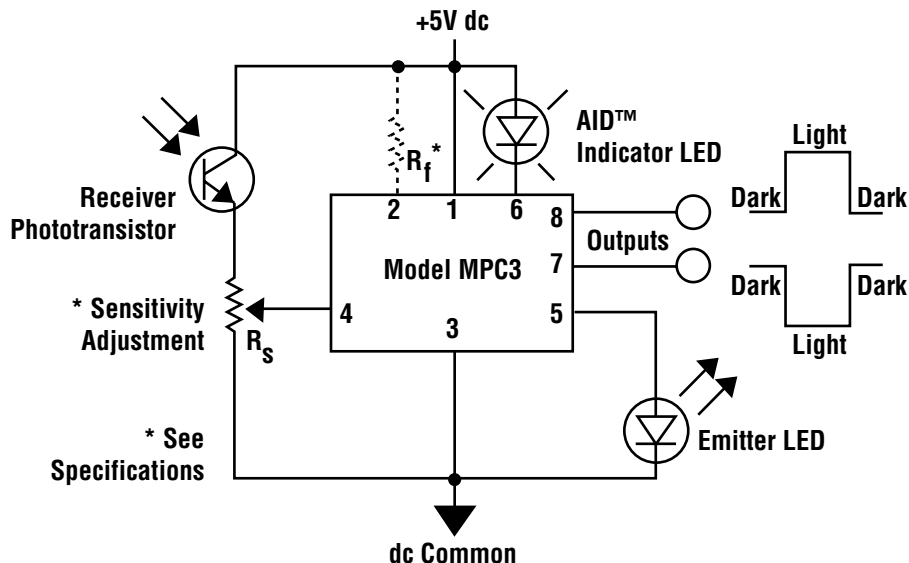 +5V dc
AID™
Indicator LED
Light
Dark
Dark
Rf*
Receiver
Phototransistor
2
1
6
8
Outputs
Model MPC3
7
Dark
Dark
Light
* Sensitivity
Adjustment
Rs
4
3
5
Emitter LED
* See
Specifications
dc Common